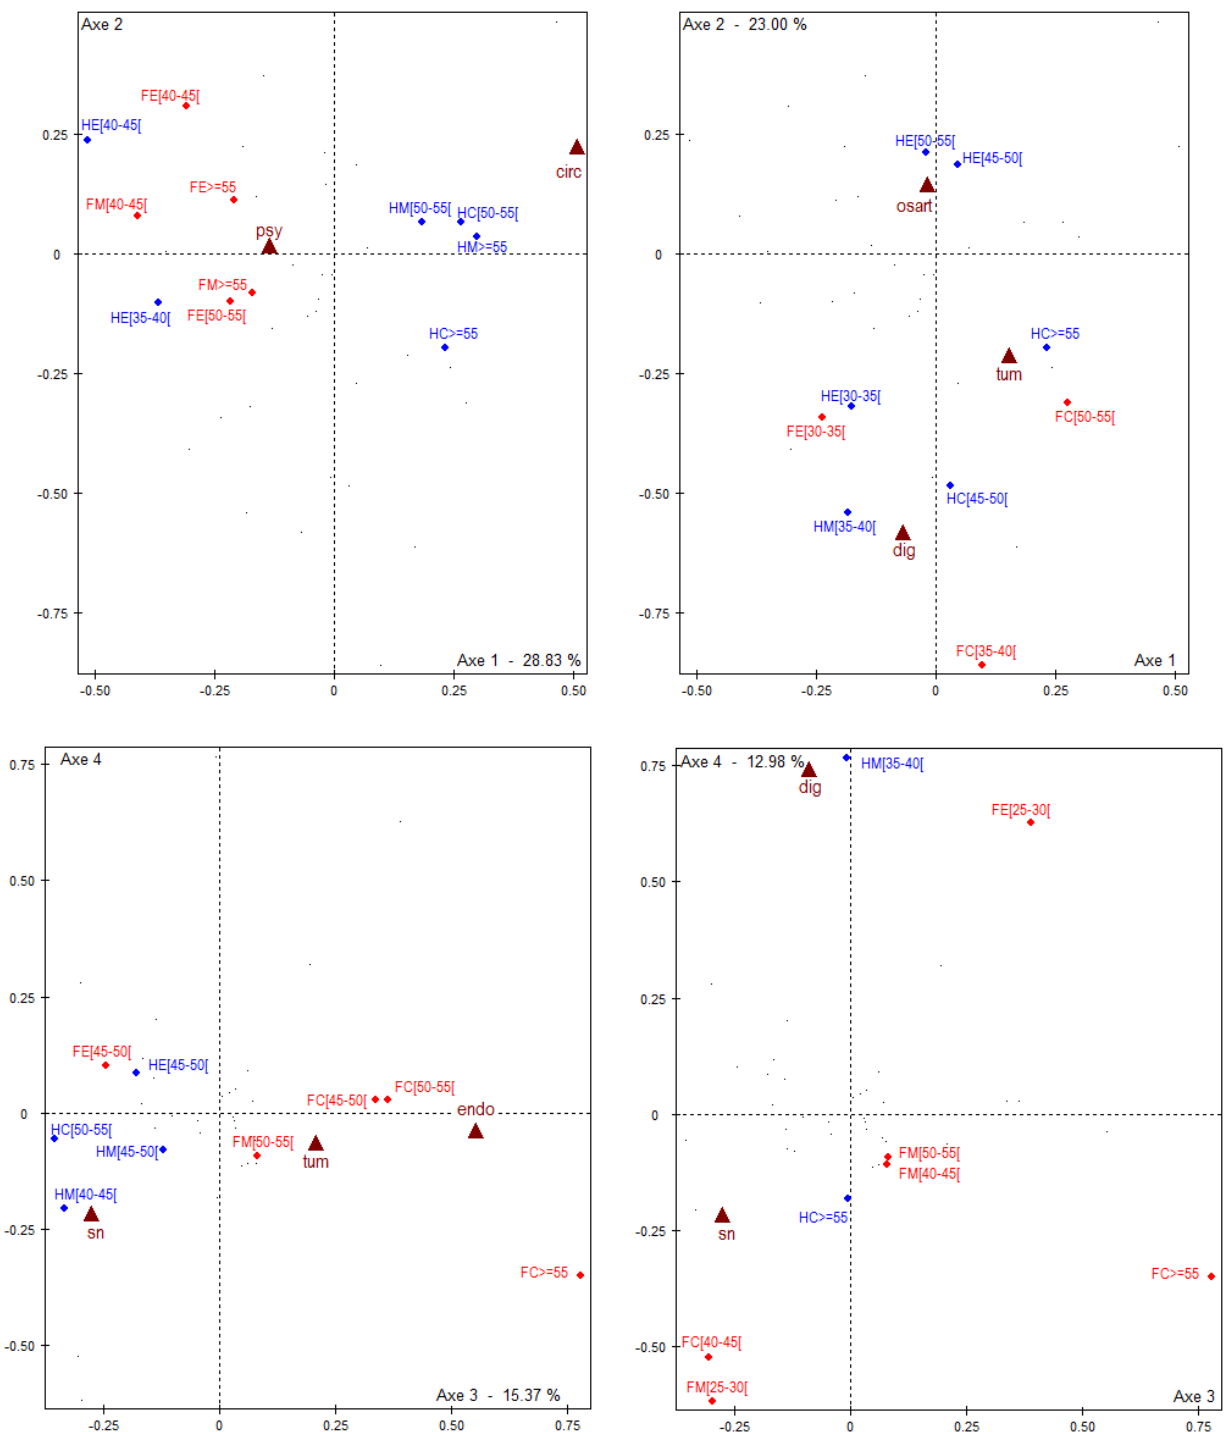 Axe 2
FE[40-45[
HE[40-45[
0.25
circ
FE>=55
FM[40-45[
HM[50-55[
HC[50-55[
psy
HM>=55
0
FM>=55
HE[35-40[
FE[50-55[
HC>=55
-0.25
-0.50
-0.75
Axe 1 - 28.83 %
-0.50
-0.25
0
0.25
0.50
Axe 2 - 23.00 %
0.25
HE[50-55[
HE[45-50[
osart
0
HC>=55
tum
-0.25
HE[30-35[
FE[30-35[
FC[50-55[
-0.50
HC[45-50[
HM[35-40[
dig
-0.75
FC[35-40[
Axe 1
-0.50
-0.25
0
0.25
0.50
Axe 4
0.75
0.50
0.25
FE[45-50[
HE[45-50[
FC[45-50[
FC[50-55[
endo
0
HC[50-55[
HM[45-50[
FM[50-55[
tum
HM[40-45[
sn
-0.25
FC>=55
-0.50
Axe 3 - 15.37 %
-0.25
0
0.25
0.50
0.75
Axe 4 - 12.98 %
0.75
dig
HM[35-40[
FE[25-30[
0.50
0.25
0
FM[50-55[
FM[40-45[
HC>=55
sn
-0.25
FC>=55
-0.50
FC[40-45[
FM[25-30[
Axe 3
-0.25
0
0.25
0.50
0.75